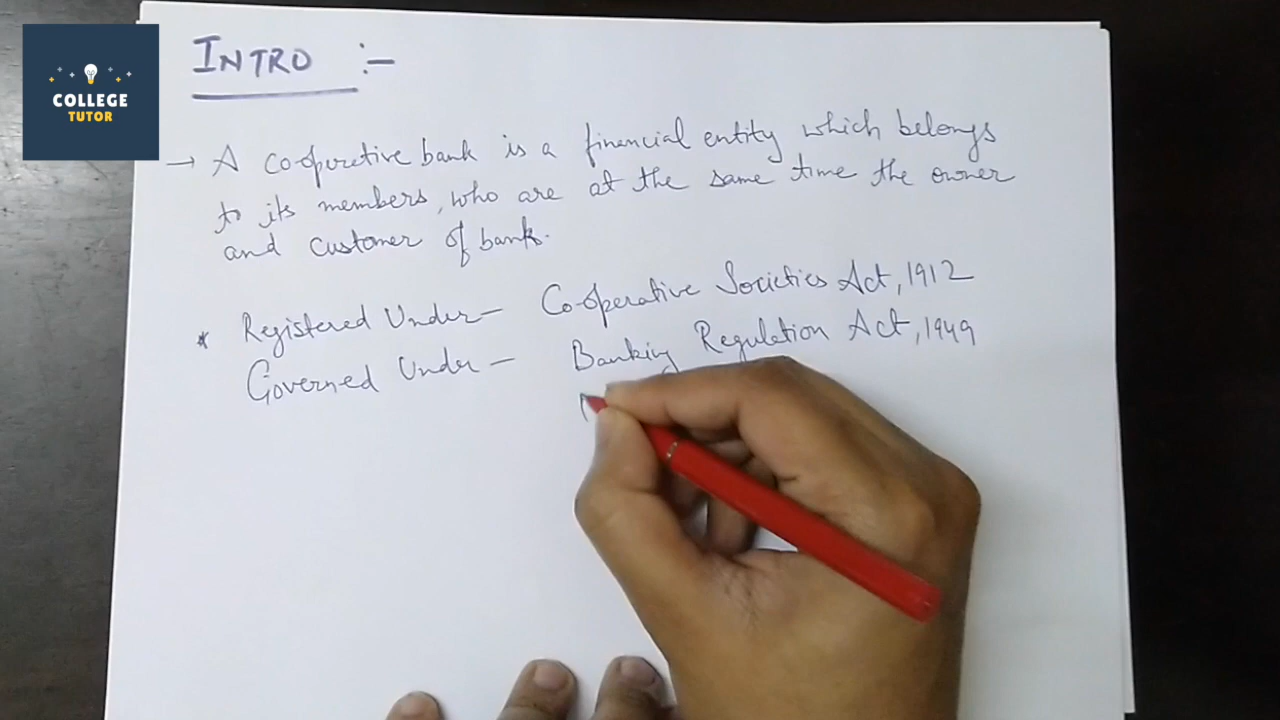 COLLEGE
TUTOR
INTRO :-
→ A co-operative bank is a financial entity which belongs
to its members, who are at the same time the owner
and customer of bank.
* Registered Under - Co-operative Societies Act, 1912
Governed Under - Banking Regulation Act, 1949